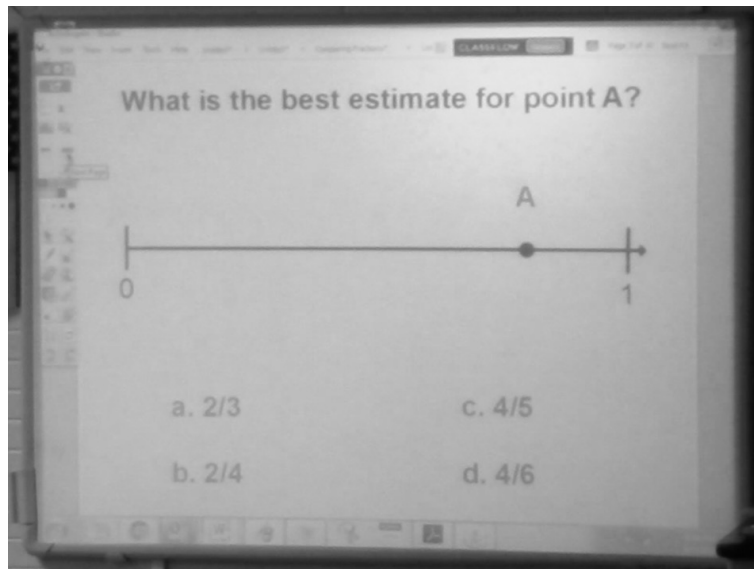 CLASSFLOW
What is the best estimate for point A?
A
0 1
a. 2/3 c. 4/5
b. 2/4 d. 4/6